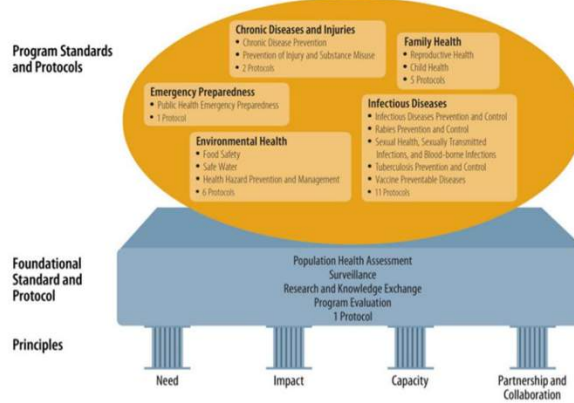 Program Standards
and Protocols
Chronic Diseases and Injuries
• Chronic Disease Prevention
• Prevention of Injury and Substance Misuse
• 2 Protocols
Family Health
• Reproductive Health
• Child Health
• 5 Protocols
Emergency Preparedness
• Public Health Emergency Preparedness
• 1 Protocol
Infectious Diseases
• Infectious Diseases Prevention and Control
• Rabies Prevention and Control
• Sexual Health, Sexually Transmitted
Infections, and Blood-borne Infections
• Tuberculosis Prevention and Control
• Vaccine Preventable Diseases
• 11 Protocols
Environmental Health
• Food Safety
• Safe Water
• Health Hazard Prevention and Management
• 6 Protocols
Foundational
Standard and
Protocol
Population Health Assessment
Surveillance
Research and Knowledge Exchange
Program Evaluation
1 Protocol
Principles
Need
Impact
Capacity
Partnership and
Collaboration